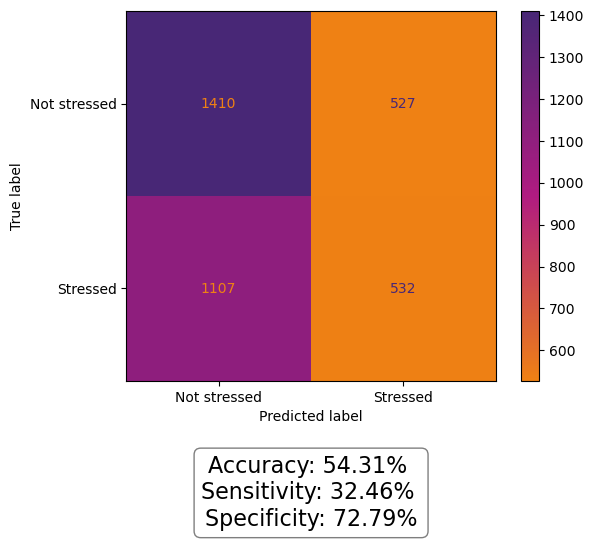 True label
Not stressed
1410
527
Stressed
1107
532
Not stressed
Stressed
Predicted label
1400
1300
1200
1100
1000
900
800
700
600
Accuracy: 54.31%
Sensitivity: 32.46%
Specificity: 72.79%